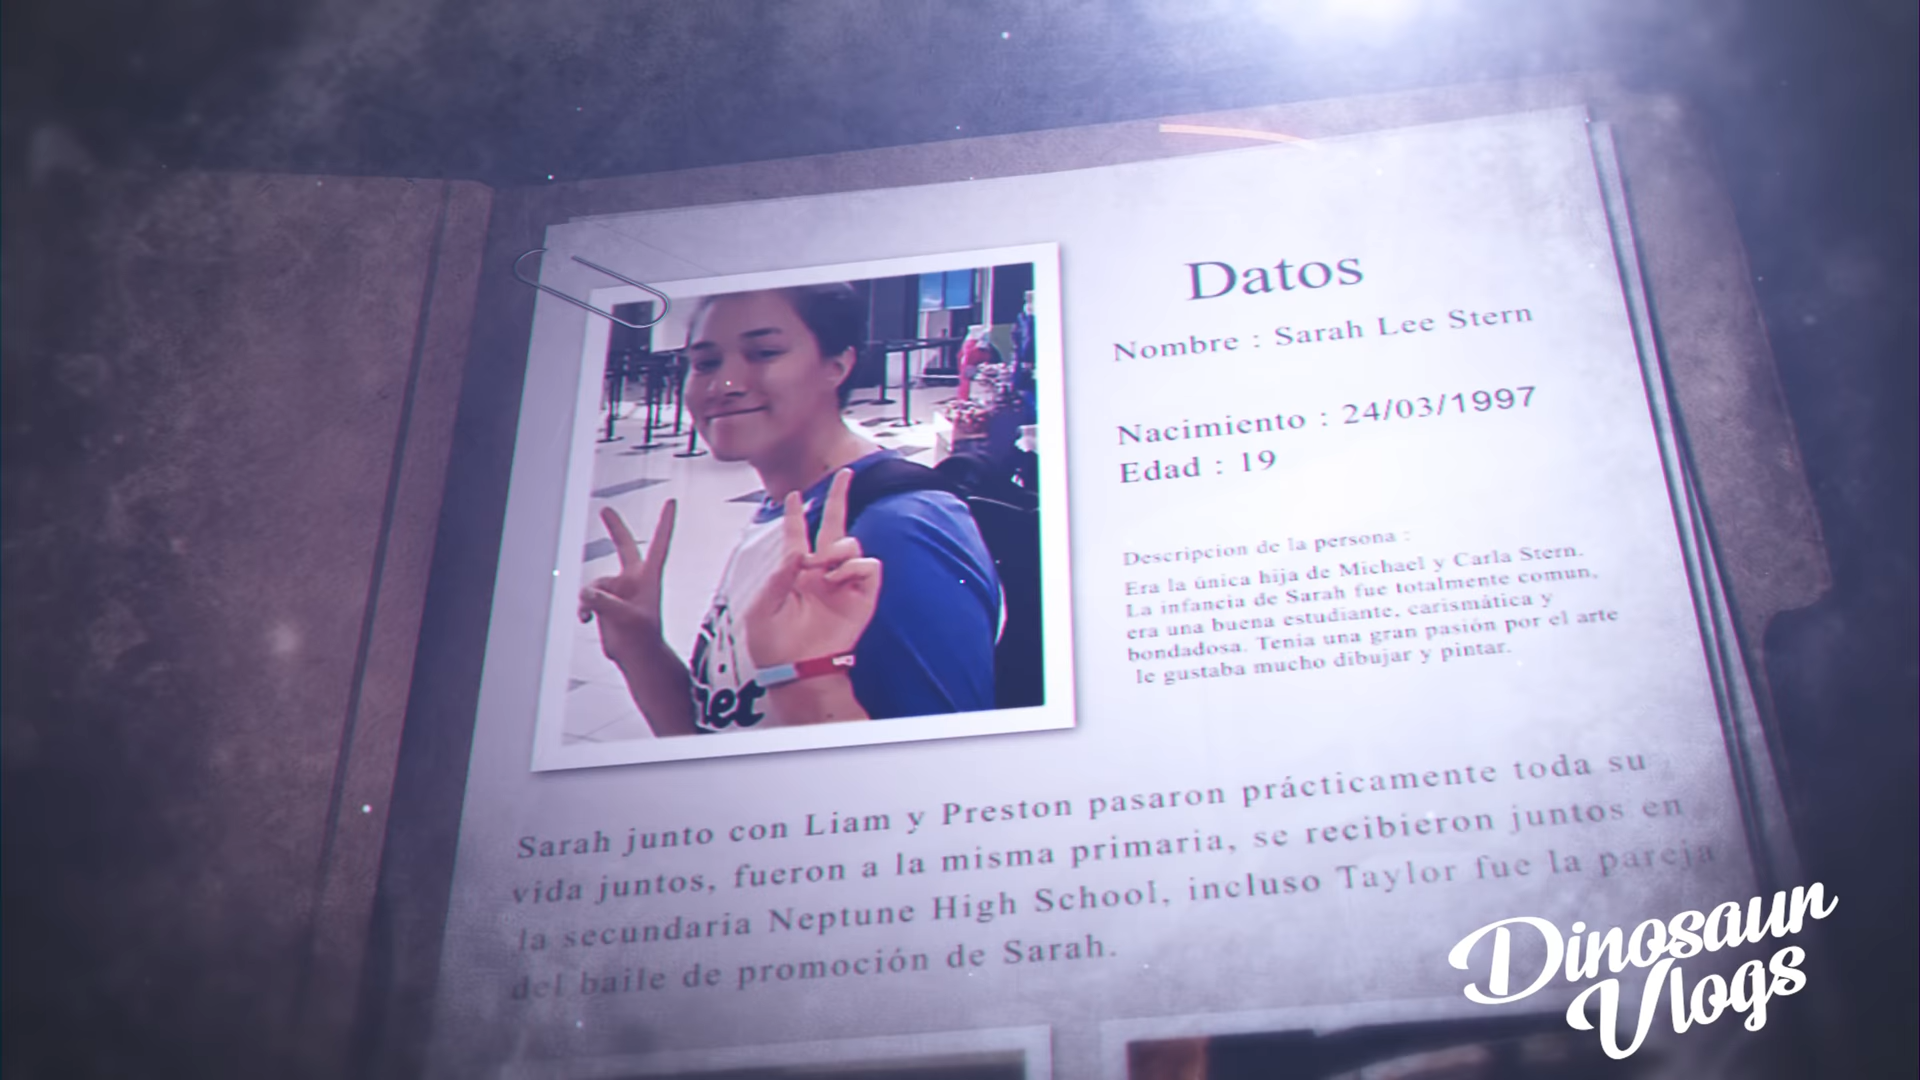 Datos
Nombre : Sarah Lee Stern
Nacimiento : 24/03/1997
Edad : 19
Descripcion de la persona :
Era la única hija de Michael y Carla Stern.
La infancia de Sarah fue totalmente comun,
era una buena estudiante, carismática y
bondadosa. Tenia una gran pasión por el arte
le gustaba mucho dibujar y pintar.
Sarah junto con Liam y Preston pasaron prácticamente toda su
vida juntos, fueron a la misma primaria, se recibieron juntos en
la secundaria Neptune High School, incluso Taylor fue la pareja
del baile de promoción de Sarah.
Dinosaur
Vlogs